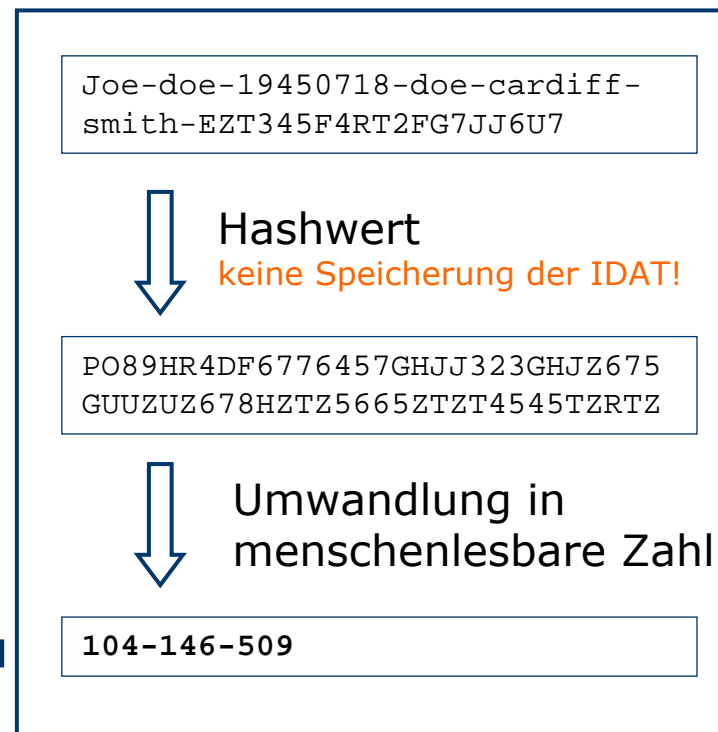 Joe-doe-19450718-doe-cardiff-
smith-EZT345F4RT2FG7JJ6U7
Hashwert
keine Speicherung der IDAT!
PO89HR4DF6776457GHJJ323GHJZ675
GUUZUZ678HZTZ5665ZTZT4545TZRTZ
Umwandlung in
menschenlesbare Zahl
104-146-509